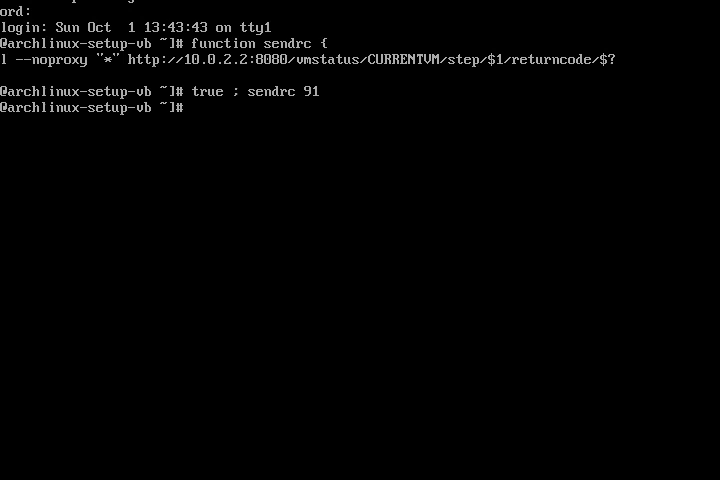 ord:
login: Sun Oct  1 13:43:43 on tty1
@archlinux-setup-vb ~]# function sendrc {
l --noproxy "*" http://10.0.2.2:8080/vmstatus/CURRENTVM/step/$1/returncode/$?
@archlinux-setup-vb ~]# true ; sendrc 91
@archlinux-setup-vb ~]#